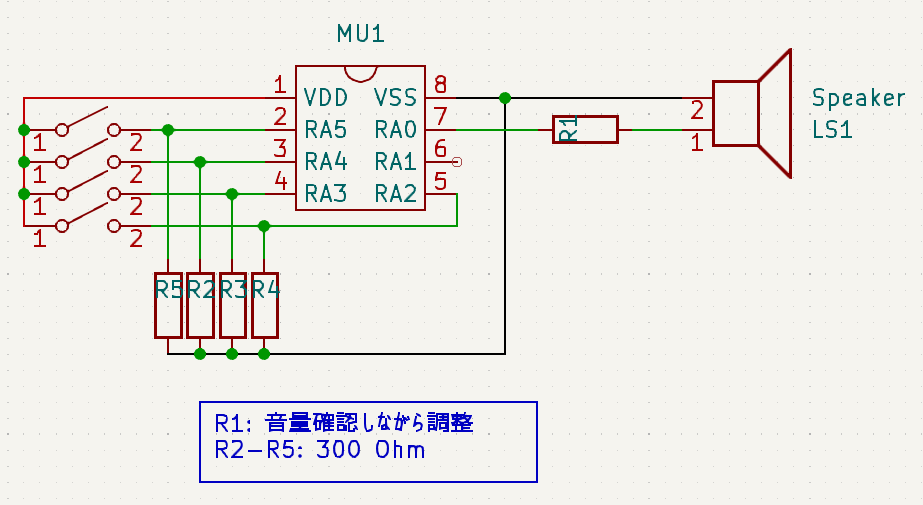 MU1
1 VDD VSS 8
2 RA5 RA0 7
3 RA4 RA1 6
4 RA3 RA2 5
1 2
1 2
1 2
1 2
R1
2
1
Speaker
LS1
R5 R2 R3 R4
R1: 音量確認しながら調整
R2-R5: 300 Ohm